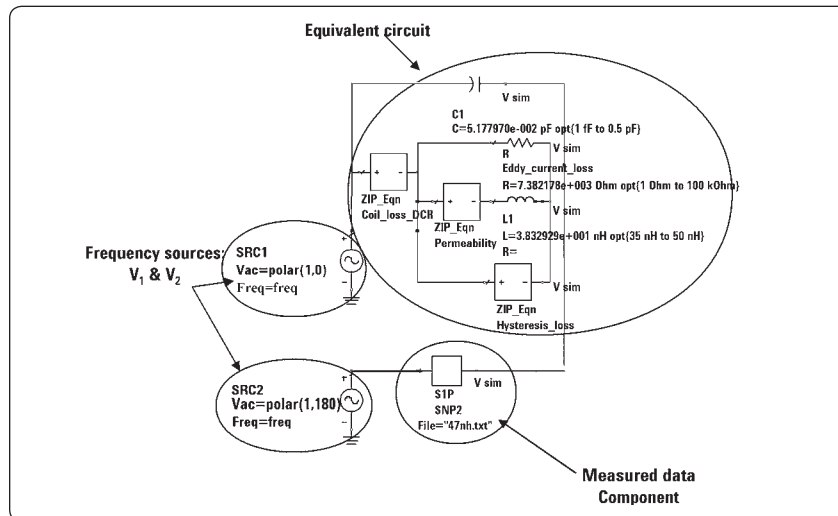 Equivalent circuit
V sim
C1
C=5.177970e-002 pF opt{1 fF to 0.5 pF}
V sim
R
Eddy_current_loss
R=7.382178e+003 Ohm opt{1 Ohm to 100 kOhm}
+ -
ZIP_Eqn
Coil_loss_DCR
+ -
ZIP_Eqn
Permeability
V sim
L1
L=3.832929e+001 nH opt{35 nH to 50 nH}
R=
+ -
V sim
ZIP_Eqn
Hysteresis_loss
Frequency sources:
V1 & V2
SRC1
Vac=polar(1,0)
Freq=freq
+
-
SRC2
Vac=polar(1,180)
Freq=freq
+
-
V sim
S1P
SNP2
File="47nh.txt"
Measured data
Component